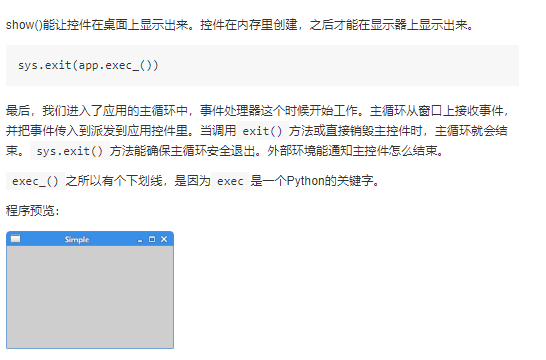 show()能让控件在桌面上显示出来。控件在内存里创建，之后才能在显示器上显示出来。
sys.exit(app.exec_())
最后，我们进入了应用的主循环中，事件处理器这个时候开始工作。主循环从窗口上接收事件，
并把事件传入到派发到应用控件里。当调用 exit() 方法或直接销毁主控件时，主循环就会结
束。 sys.exit() 方法能确保主循环安全退出。外部环境能通知主控件怎么结束。
exec_() 之所以有个下划线，是因为 exec 是一个Python的关键字。
程序预览：
Simple